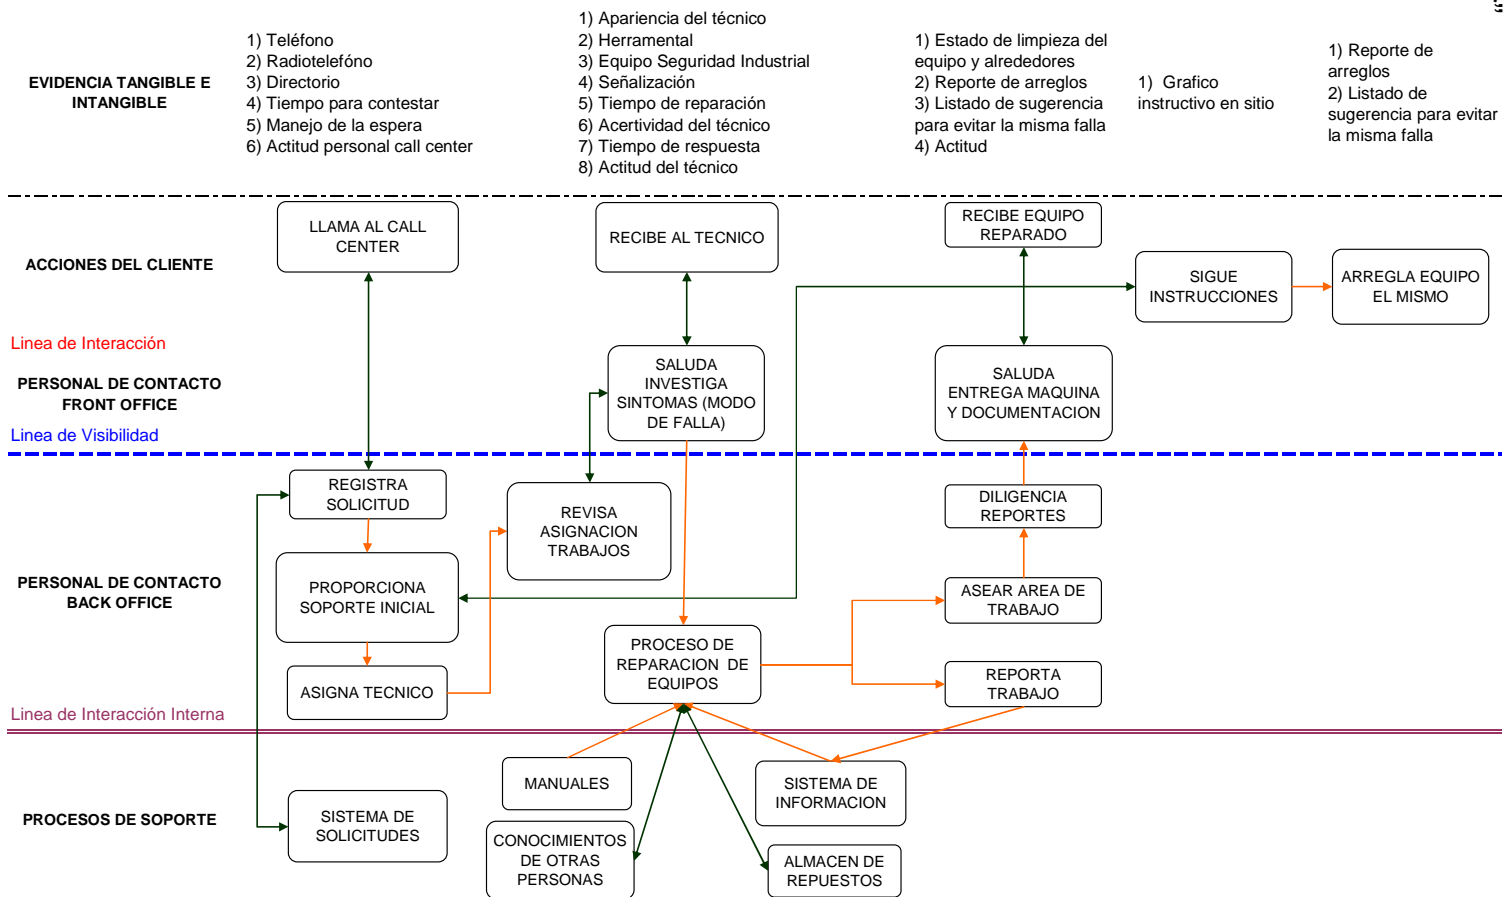 EVIDENCIA TANGIBLE E
INTANGIBLE
1) Teléfono
2) Radiotelefóno
3) Directorio
4) Tiempo para contestar
5) Manejo de la espera
6) Actitud personal call center
1) Apariencia del técnico
2) Herramental
3) Equipo Seguridad Industrial
4) Señalización
5) Tiempo de reparación
6) Acertividad del técnico
7) Tiempo de respuesta
8) Actitud del técnico
1) Estado de limpieza del
equipo y alrededores
2) Reporte de arreglos
3) Listado de sugerencia
para evitar la misma falla
4) Actitud
1) Grafico
instructivo en sitio
1) Reporte de
arreglos
2) Listado de
sugerencia para evitar
la misma falla
ACCIONES DEL CLIENTE
LLAMA AL CALL
CENTER
RECIBE AL TECNICO
RECIBE EQUIPO
REPARADO
SIGUE
INSTRUCCIONES
ARREGLA EQUIPO
EL MISMO
Linea de Interacción
PERSONAL DE CONTACTO
FRONT OFFICE
SALUDA
INVESTIGA
SINTOMAS (MODO
DE FALLA)
SALUDA
ENTREGA MAQUINA
Y DOCUMENTACION
Linea de Visibilidad
REGISTRA
SOLICITUD
REVISA
ASIGNACION
TRABAJOS
DILIGENCIA
REPORTES
PERSONAL DE CONTACTO
BACK OFFICE
PROPORCIONA
SOPORTE INICIAL
ASEAR AREA DE
TRABAJO
ASIGNA TECNICO
PROCESO DE
REPARACION DE
EQUIPOS
REPORTA
TRABAJO
Linea de Interacción Interna
PROCESOS DE SOPORTE
SISTEMA DE
SOLICITUDES
MANUALES
SISTEMA DE
INFORMACION
CONOCIMIENTOS
DE OTRAS
PERSONAS
ALMACEN DE
REPUESTOS